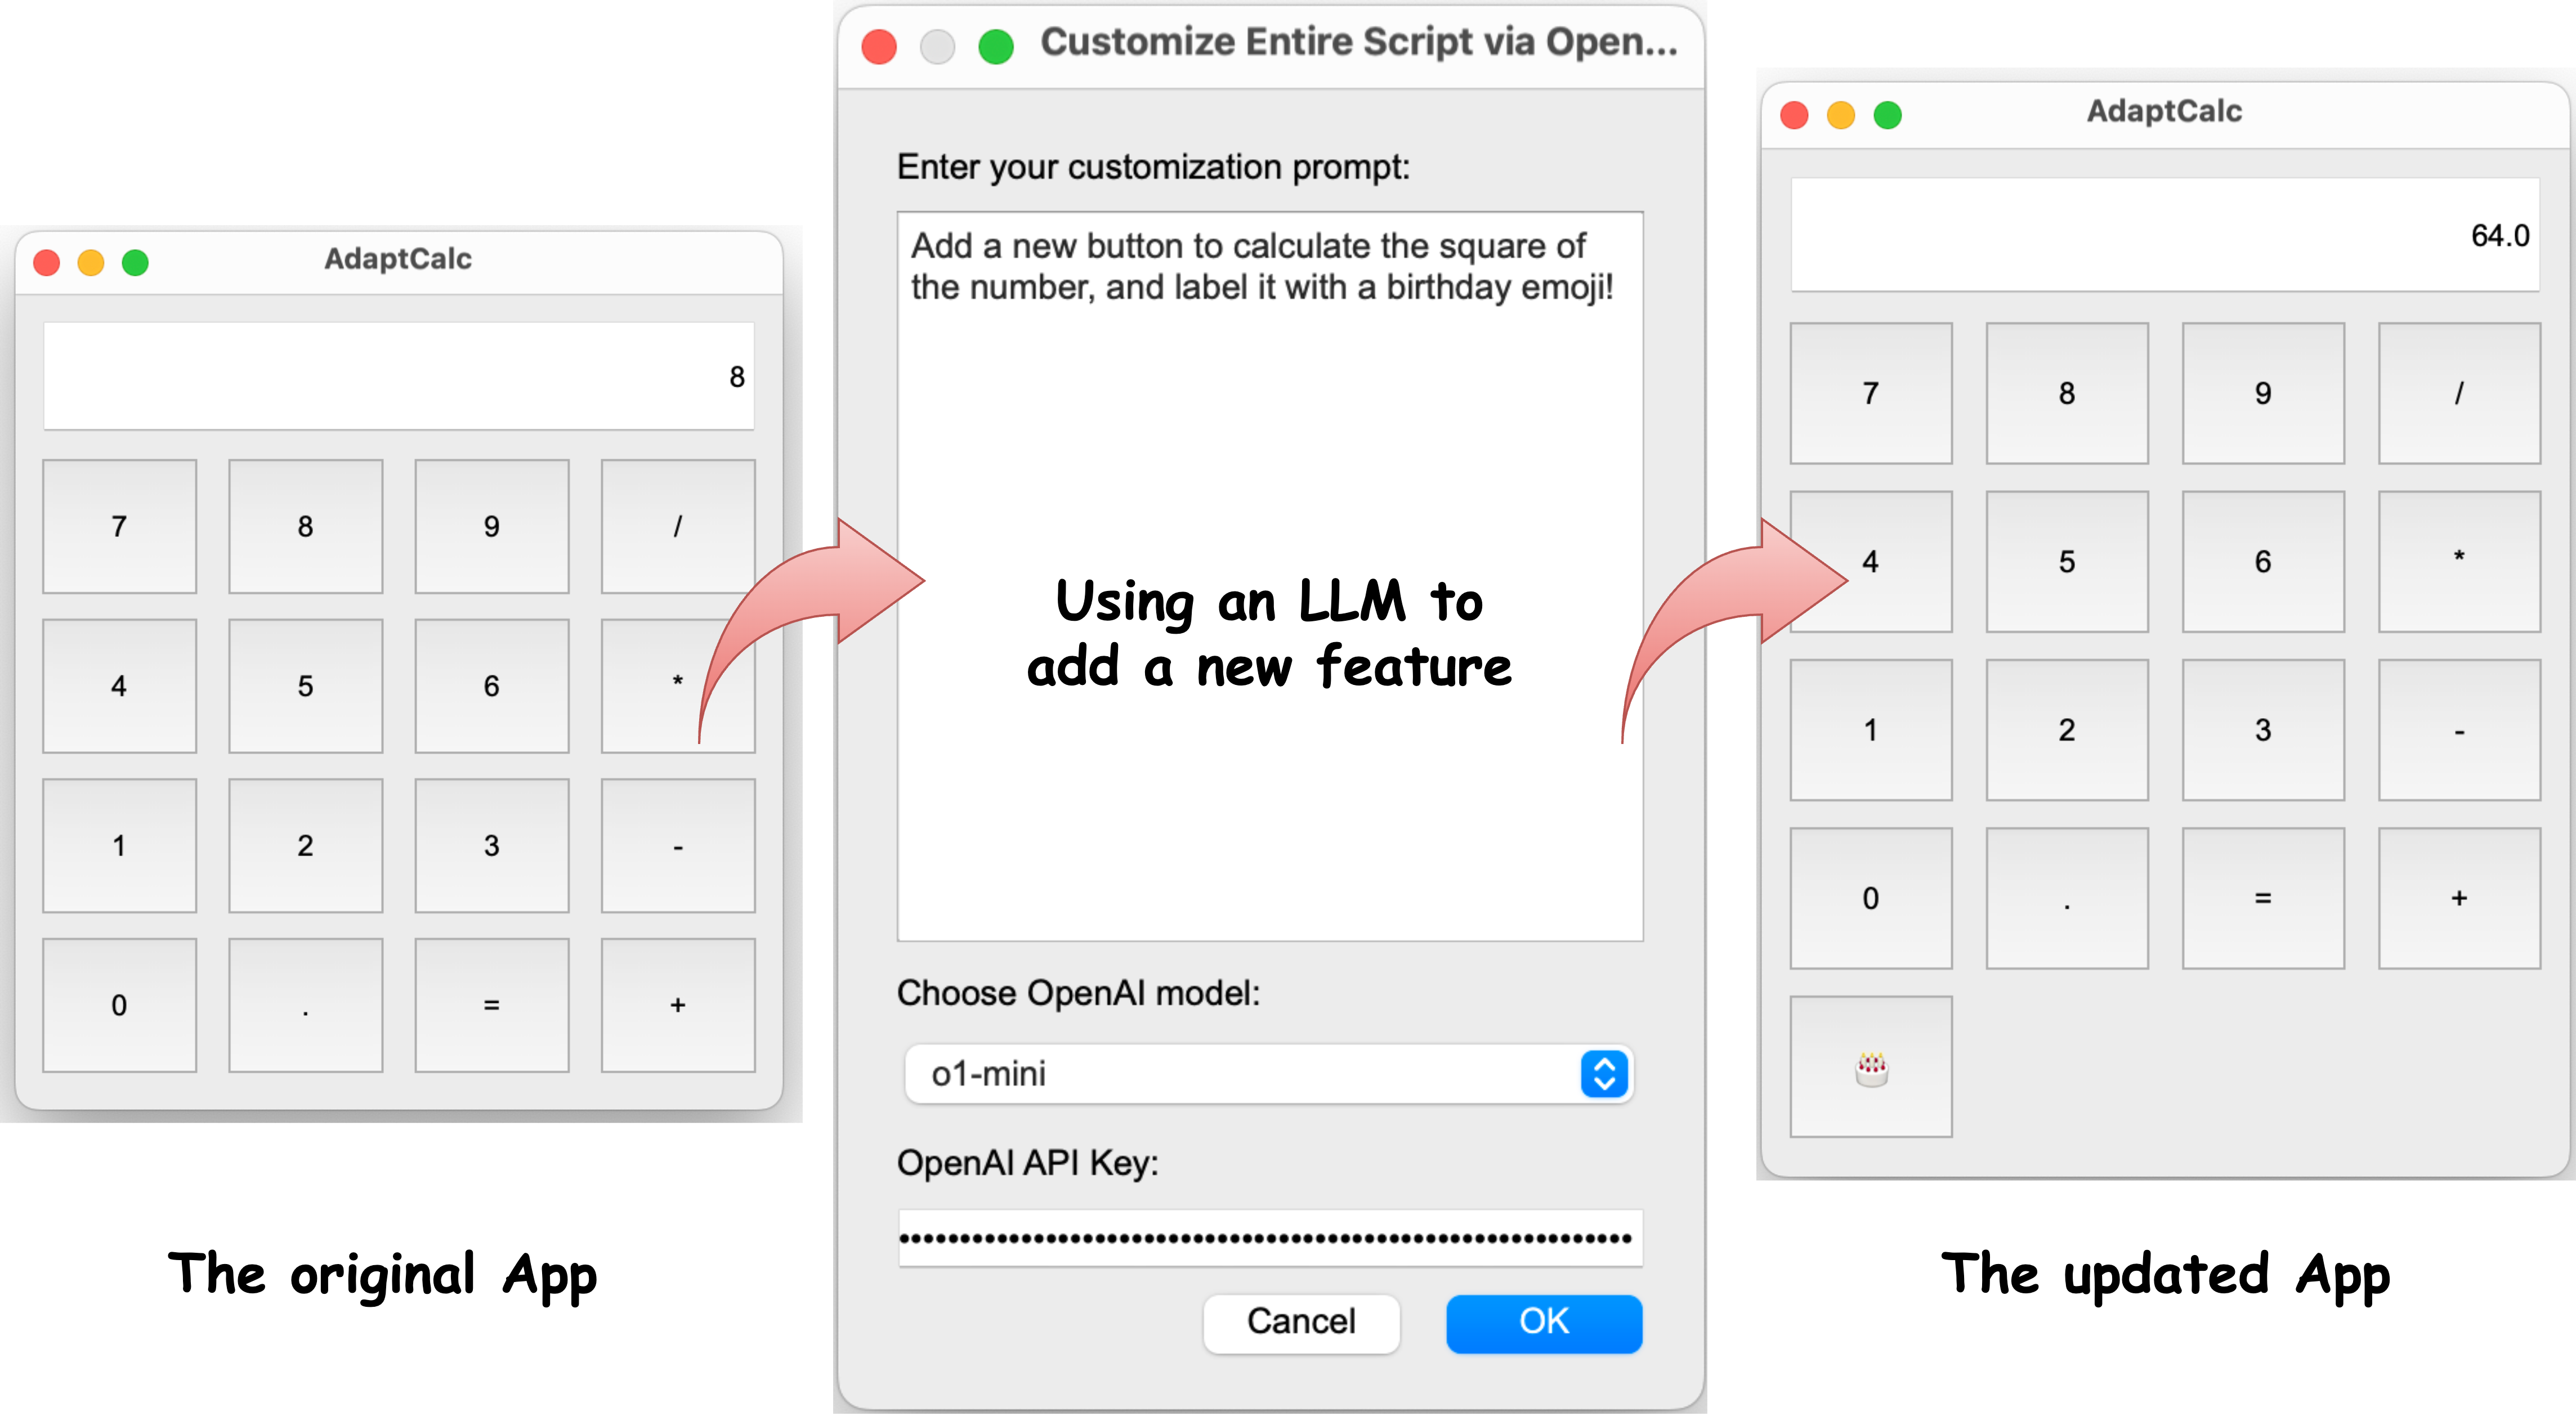 AdaptCalc
8
7 8 9 /
4 5 6 *
1 2 3 -
0 . = +
The original App
Customize Entire Script via Open...
Enter your customization prompt:
Add a new button to calculate the square of
the number, and label it with a birthday emoji!
Using an LLM to
add a new feature
Choose OpenAI model:
o1-mini
OpenAI API Key:
Cancel OK
AdaptCalc
64.0
7 8 9 /
4 5 6 *
1 2 3 -
0 . = +
The updated App